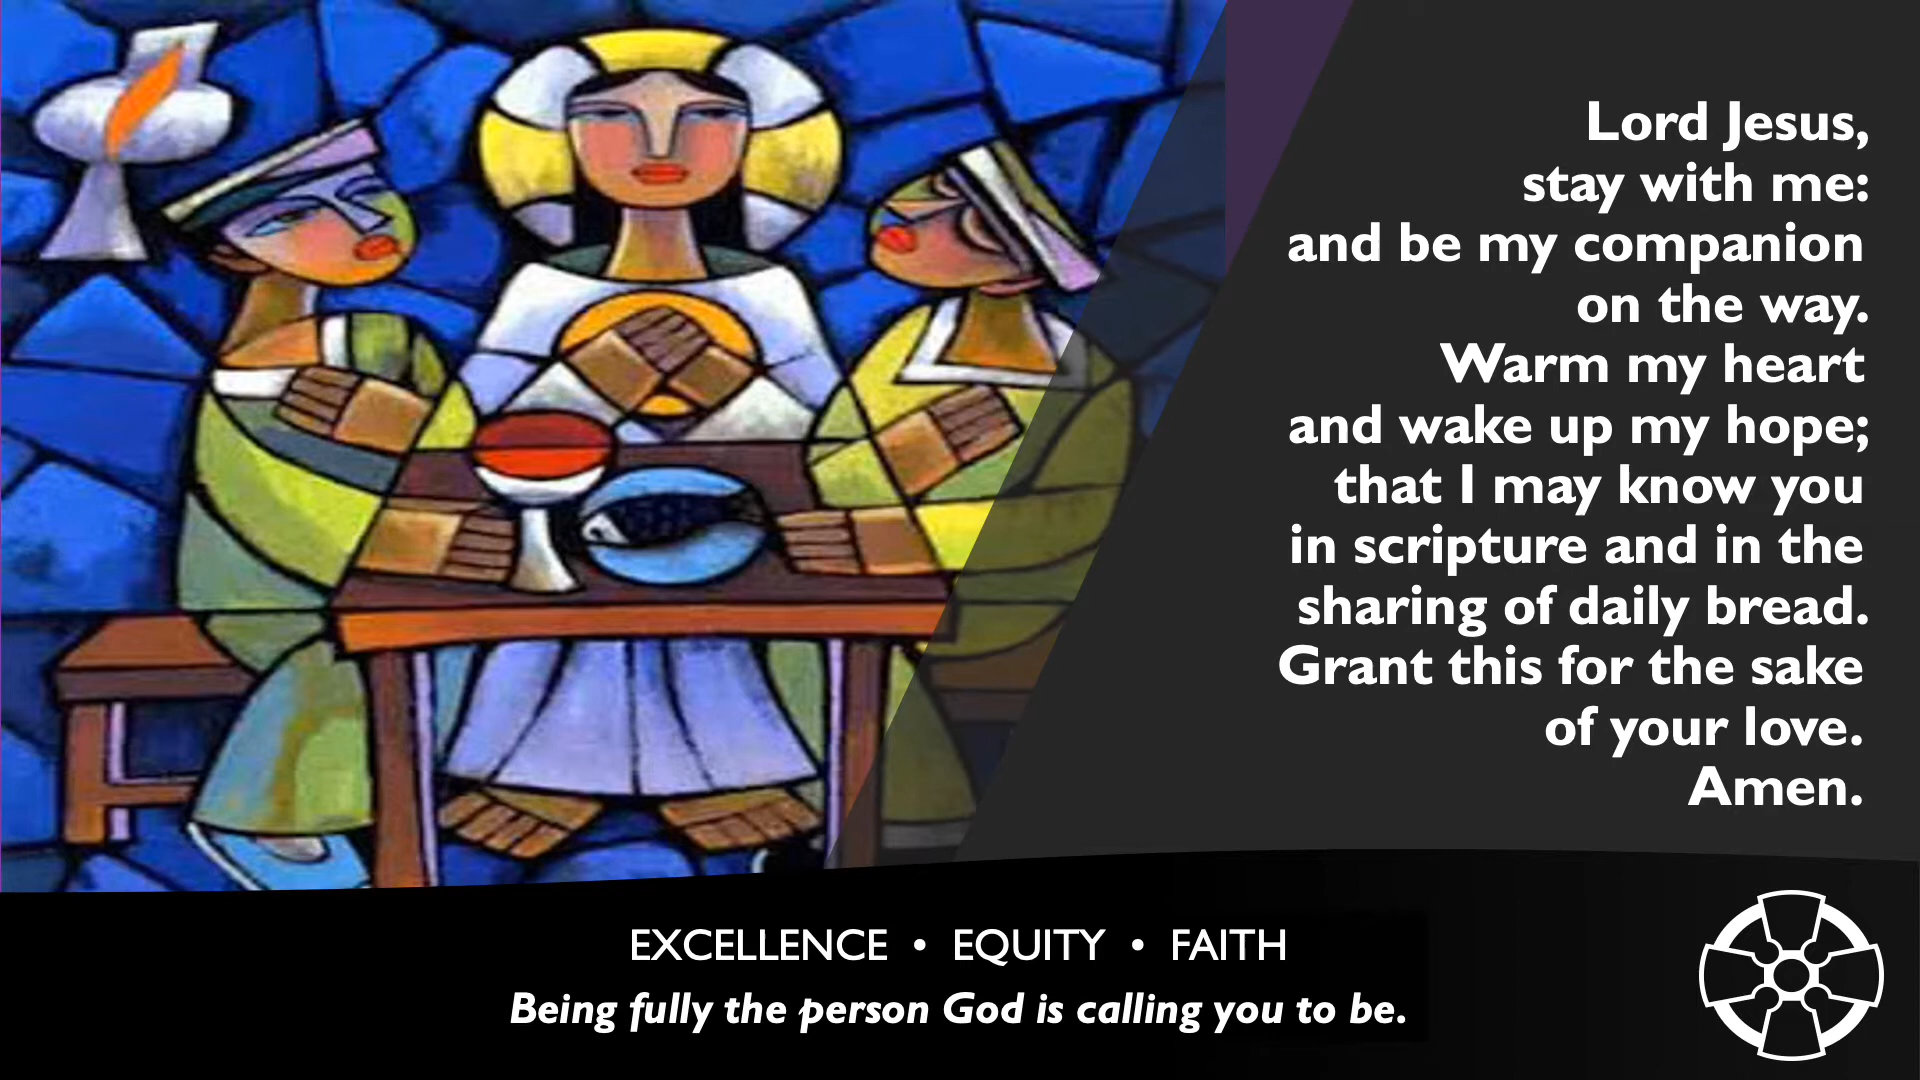 Lord Jesus,
stay with me:
and be my companion
on the way.
Warm my heart
and wake up my hope;
that I may know you
in scripture and in the
sharing of daily bread.
Grant this for the sake
of your love.
Amen.
EXCELLENCE • EQUITY • FAITH
Being fully the person God is calling you to be.